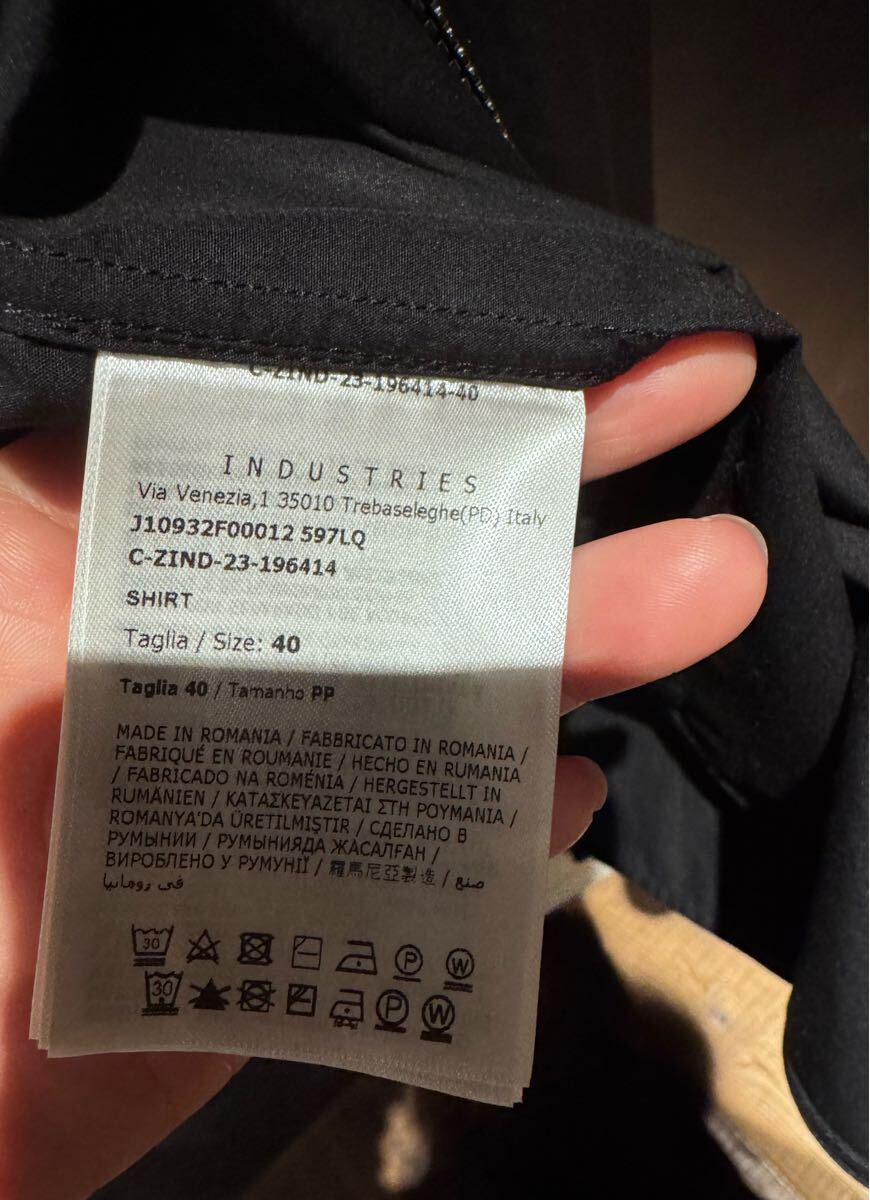 C-ZIND-23-196414-40
INDUSTRIES
Via Venezia,1 35010 Trebaseleghe(PD) Italy
J10932F00012 597LQ
C-ZIND-23-196414
SHIRT
Taglia / Size: 40
Taglia 40 / Tamanho PP
MADE IN ROMANIA / FABBRICATO IN ROMANIA /
FABRIQUÉ EN ROUMANIE / HECHO EN RUMANIA
/ FABRICADO NA ROMÉNIA / HERGESTELLT IN
RUMÄNIEN / ΚΑΤΑΣΚΕΥΑΖΕΤΑΙ ΣΤΗ ΡΟΥΜΑΝΙΑ /
ROMANYA'DA ÜRETILMIŞTIR / СДЕЛАНО В
РУМЫНИИ / РУМЫНИЯДА ЖАСАЛҒАН /
ВИРОБЛЕНО У РУМУНІЇ / 羅馬尼亞製造 / صنع
في رومانيا
30 P W
30 P W